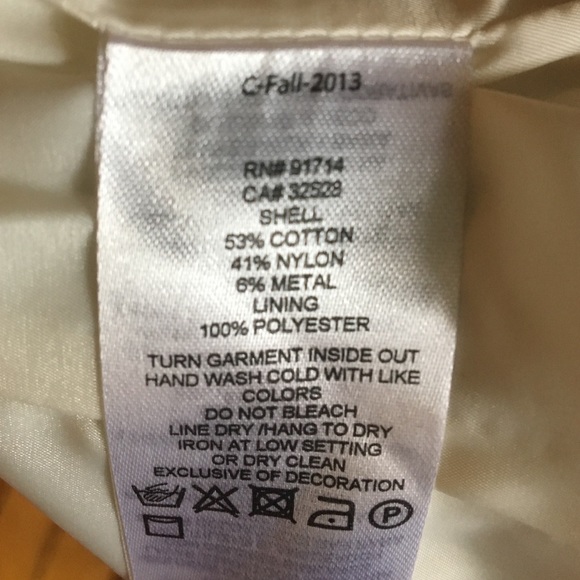 C-Fall-2013
RN# 91714
CA# 32528
SHELL
53% COTTON
41% NYLON
6% METAL
LINING
100% POLYESTER
TURN GARMENT INSIDE OUT
HAND WASH COLD WITH LIKE
COLORS
DO NOT BLEACH
LINE DRY /HANG TO DRY
IRON AT LOW SETTING
OR DRY CLEAN
EXCLUSIVE OF DECORATION
P